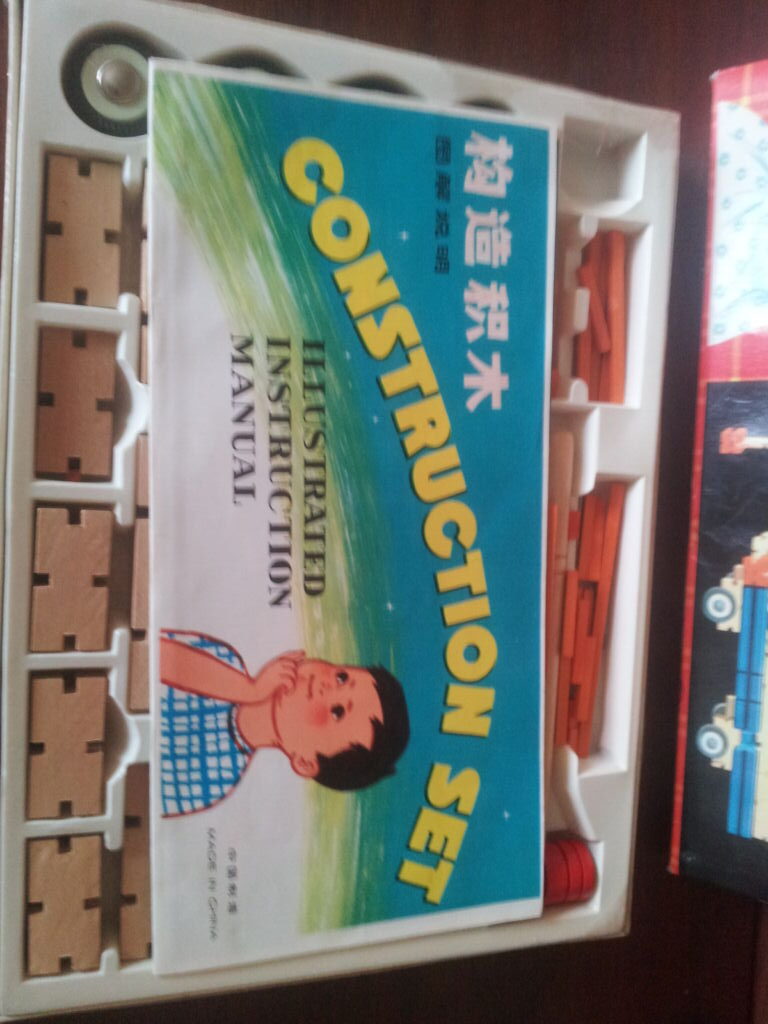 构造积木
图解说明
CONSTRUCTION SET
ILLUSTRATED
INSTRUCTION
MANUAL
中国制造
MADE IN CHINA